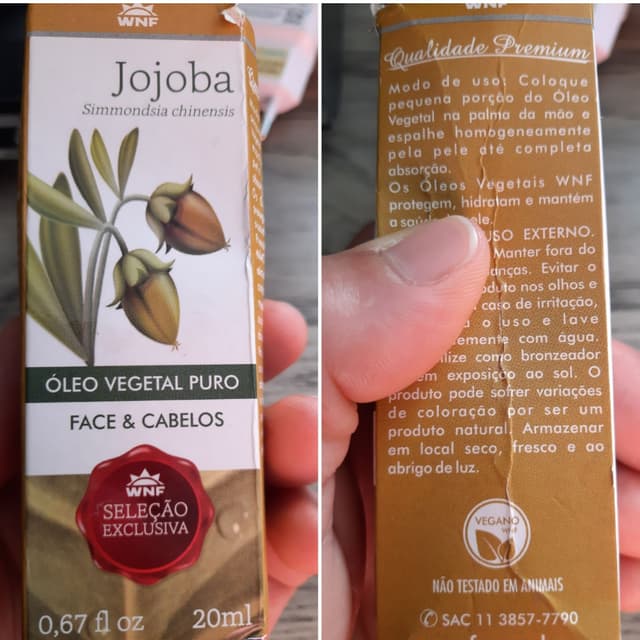 WNF
Jojoba
Simmondsia chinensis
ÓLEO VEGETAL PURO
FACE & CABELOS
WNF
SELEÇÃO
EXCLUSIVA
0,67 fl oz 20ml
WNF
Qualidade Premium
Modo de uso: Coloque
pequena porção do Óleo
Vegetal na palma da mão e
espalhe homogeneamente
pela pele até completa
absorção.
Os Óleos Vegetais WNF
protegem, hidratam e mantém
a
USO EXTERNO.
Manter fora do
Evitar o
nos olhos e
caso de irritação,
o uso e lave
com água.
como bronzeador
exposição ao sol. O
produto pode sofrer variações
de coloração por ser um
produto natural. Armazenar
em local seco, fresco e ao
abrigo de luz.
VEGANO
WNF
NÃO TESTADO EM ANIMAIS
SAC 11 3857-7790